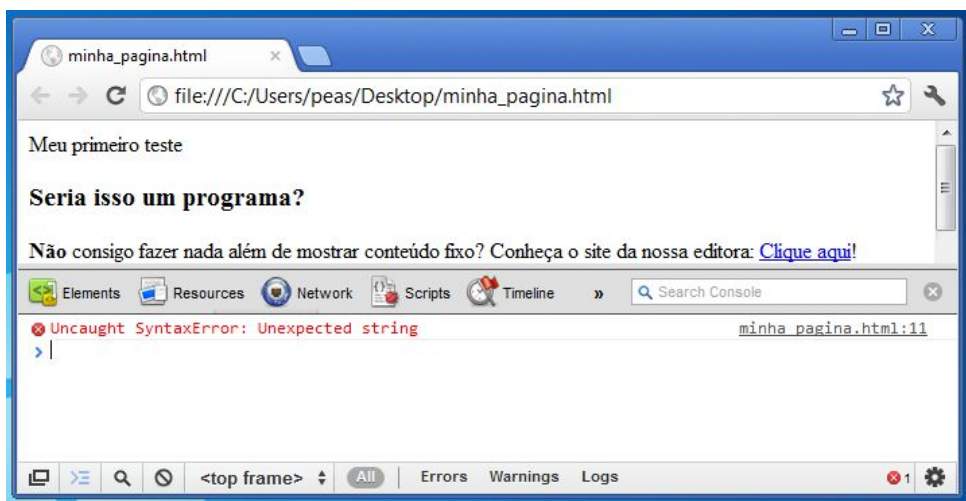 minha_pagina.html
file:///C:/Users/peas/Desktop/minha_pagina.html
Meu primeiro teste
Seria isso um programa?
Não consigo fazer nada além de mostrar conteúdo fixo? Conheça o site da nossa editora: Clique aqui!
Elements Resources Network Scripts Timeline » Search Console
Uncaught SyntaxError: Unexpected string minha_pagina.html:11
>
<top frame> All Errors Warnings Logs 1